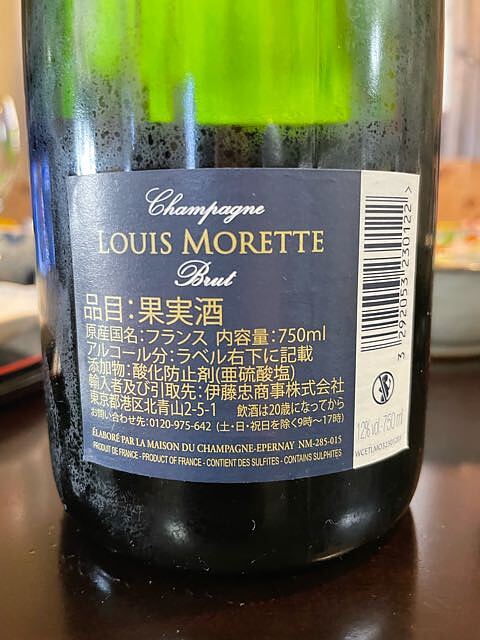 Champagne
LOUIS MORETTE
Brut
品目：果実酒
原産国名：フランス 内容量：750ml
アルコール分：ラベル右下に記載
添加物：酸化防止剤(亜硫酸塩)
輸入者及び引取先：伊藤忠商事株式会社
東京都港区北青山2-5-1 飲酒は20歳になってから
お問い合わせ先：0120-975-642 (土・日・祝日を除く9時～17時)
ÉLABORÉ PAR LA MAISON DU CHAMPAGNE-EPERNAY NM-285-015
PRODUIT DE FRANCE - PRODUCT OF FRANCE - CONTIENT DES SULFITES - CONTAINS SULPHITES
3 292053 230122 >
12% vol. 750 ml